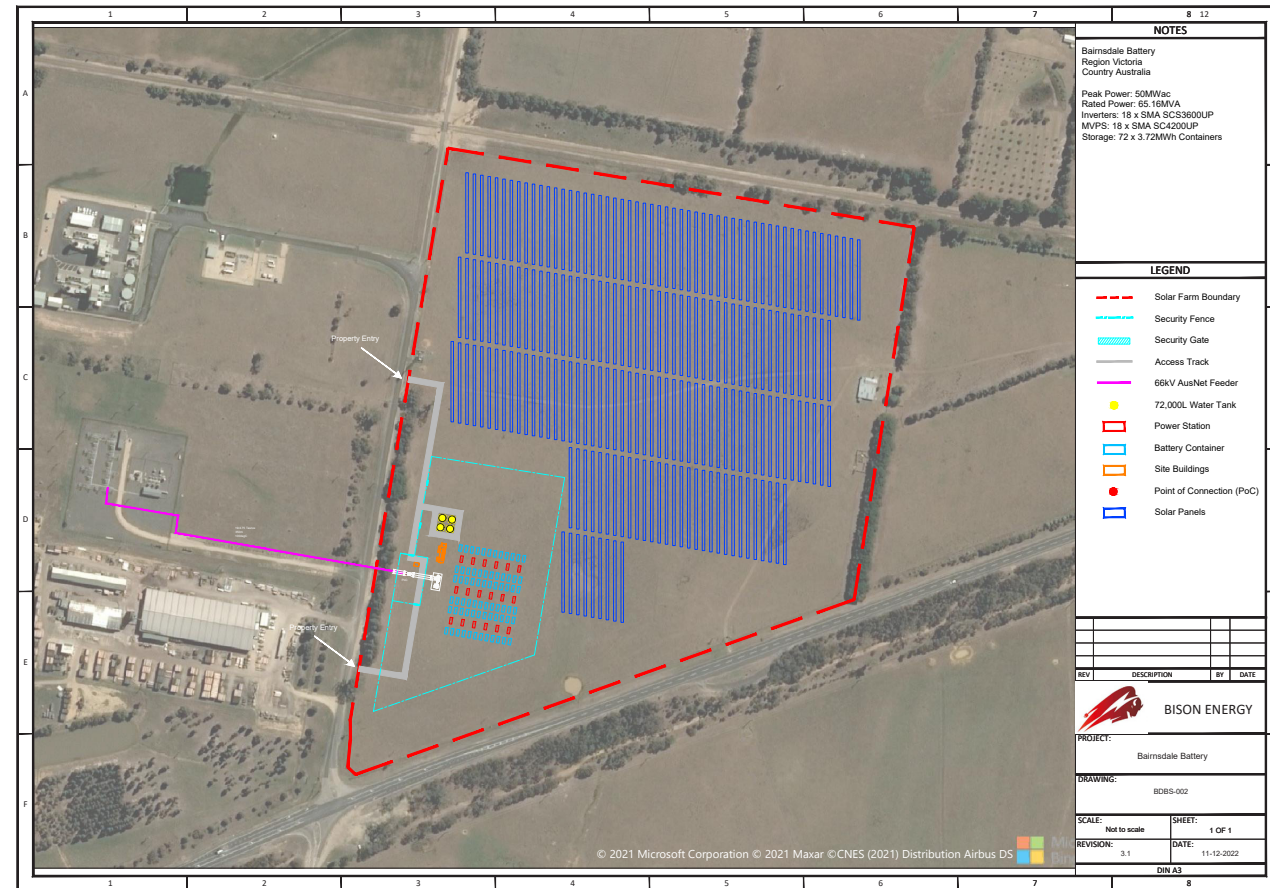 1 2 3 4 5 6 7 8 12
A
B
C
D
E
F
NOTES
Bairnsdale Battery
Region Victoria
Country Australia
Peak Power: 50MWac
Rated Power: 65.16MVA
Inverters: 18 x SMA SCS3600UP
MVPS: 18 x SMA SC4200UP
Storage: 72 x 3.72MWh Containers
LEGEND
Solar Farm Boundary
Security Fence
Security Gate
Access Track
66kV AusNet Feeder
72,000L Water Tank
Power Station
Battery Container
Site Buildings
Point of Connection (PoC)
Solar Panels
Property Entry
Property Entry
REV DESCRIPTION BY DATE
BISON ENERGY
PROJECT:
Bairnsdale Battery
DRAWING:
BDBS-002
SCALE: SHEET:
Not to scale 1 OF 1
REVISION: DATE:
3.1 11-12-2022
DIN A3
© 2021 Microsoft Corporation © 2021 Maxar ©CNES (2021) Distribution Airbus DS
1 2 3 4 5 6 7 8